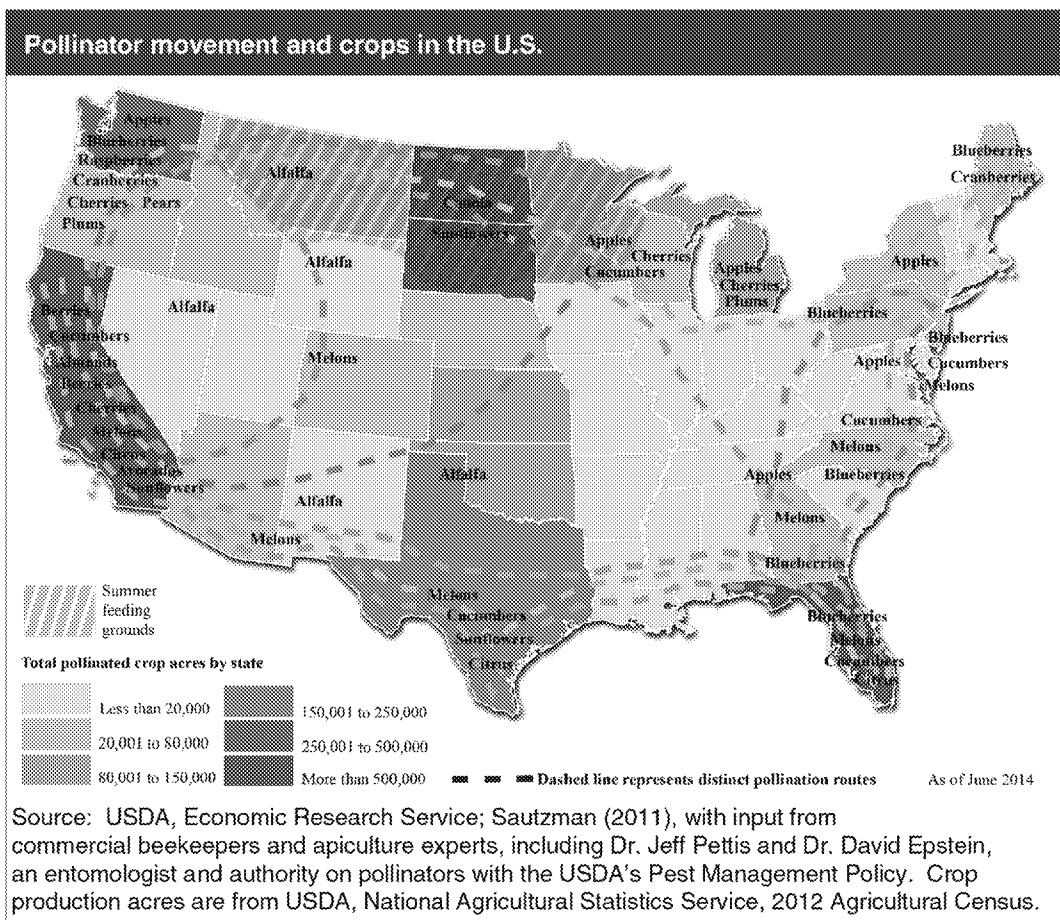 Pollinator movement and crops in the U.S.
Apples
Blueberries
Raspberries
Cranberries
Cherries Pears
Plums
Alfalfa
Canola
Sunflowers
Apples
Cherries
Cucumbers
Apples
Cherries
Plums
Blueberries
Cranberries
Apples
Blueberries
Blueberries
Cucumbers
Melons
Apples
Cucumbers
Melons
Blueberries
Apples
Melons
Blueberries
Blueberries
Melons
Cucumbers
Citrus
Berries
Cucumbers
Almonds
Berries
Cherries
Melons
Citrus
Avocados
Sunflowers
Alfalfa
Alfalfa
Melons
Alfalfa
Alfalfa
Melons
Melons
Cucumbers
Sunflowers
Citrus
Summer
feeding
grounds
Total pollinated crop acres by state
Less than 20,000
20,001 to 80,000
80,001 to 150,000
150,001 to 250,000
250,001 to 500,000
More than 500,000
Dashed line represents distinct pollination routes
As of June 2014
Source: USDA, Economic Research Service; Sautzman (2011), with input from
commercial beekeepers and apiculture experts, including Dr. Jeff Pettis and Dr. David Epstein,
an entomologist and authority on pollinators with the USDA's Pest Management Policy. Crop
production acres are from USDA, National Agricultural Statistics Service, 2012 Agricultural Census.